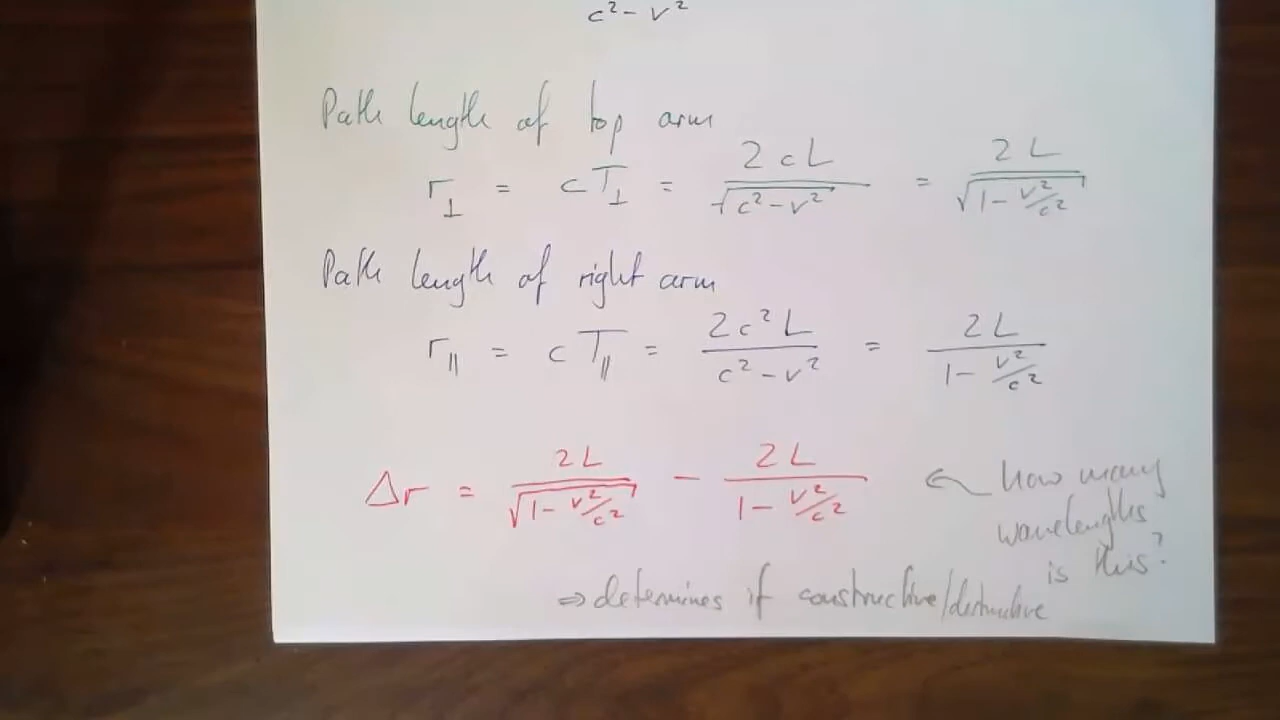 c² - v²
Path length of top arm
r⊥ = cT⊥ = 2cL / √(c² - v²) = 2L / √(1 - v²/c²)
Path length of right arm
r∥ = cT∥ = 2c²L / (c² - v²) = 2L / (1 - v²/c²)
Δr = 2L / √(1 - v²/c²) - 2L / (1 - v²/c²) ← how many
wavelengths
is this?
⇒ determines if constructive/destructive